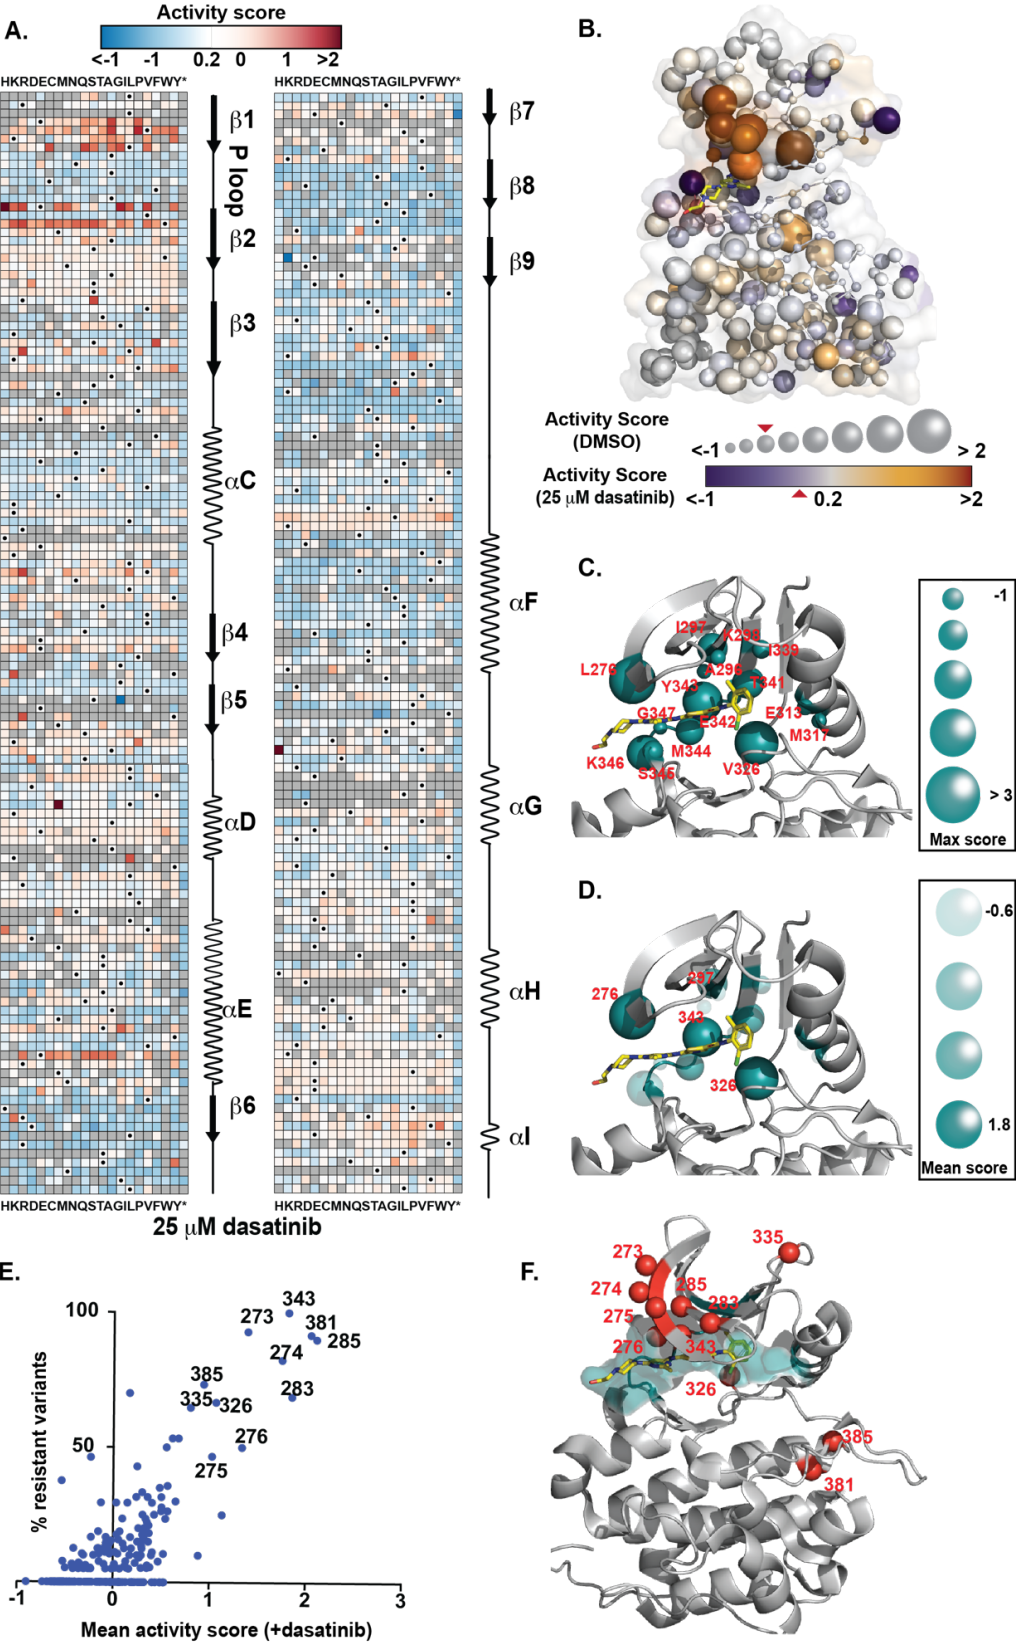 A.
Activity score
<-1 -1 0.2 0 1 >2
HKRDECMNQSTAGILPVFWY*
HKRDECMNQSTAGILPVFWY*
β1
P loop
β2
β3
αC
β4
β5
αD
αE
β6
β7
β8
β9
αF
αG
αH
αI
HKRDECMNQSTAGILPVFWY*
HKRDECMNQSTAGILPVFWY*
25 μM dasatinib
B.
Activity Score
(DMSO)
<-1
> 2
Activity Score
(25 μM dasatinib)
<-1
0.2
>2
C.
I297
K298
I339
L276
A296
Y343
T341
G347
E342
E313
M317
M344
K346
S345
V326
-1
> 3
Max score
D.
297
276
343
326
-0.6
1.8
Mean score
E.
% resistant variants
100
50
343
273
381
285
274
385
283
335
326
276
275
-1
0
1
2
3
Mean activity score (+dasatinib)
F.
335
273
274
285
283
275
276
343
326
385
381